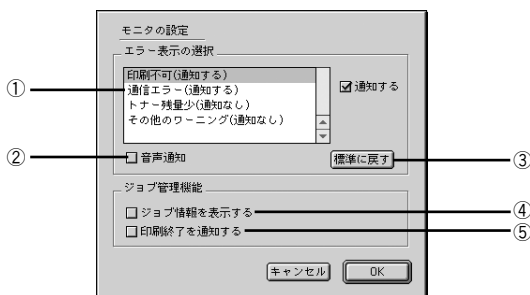 モニタの設定
エラー表示の選択
印刷不可(通知する)
① 通信エラー(通知する)
通知する
トナー残量少(通知なし)
その他のワーニング(通知なし)
② 音声通知
標準に戻す ③
ジョブ管理機能
ジョブ情報を表示する ④
印刷終了を通知する ⑤
キャンセル OK